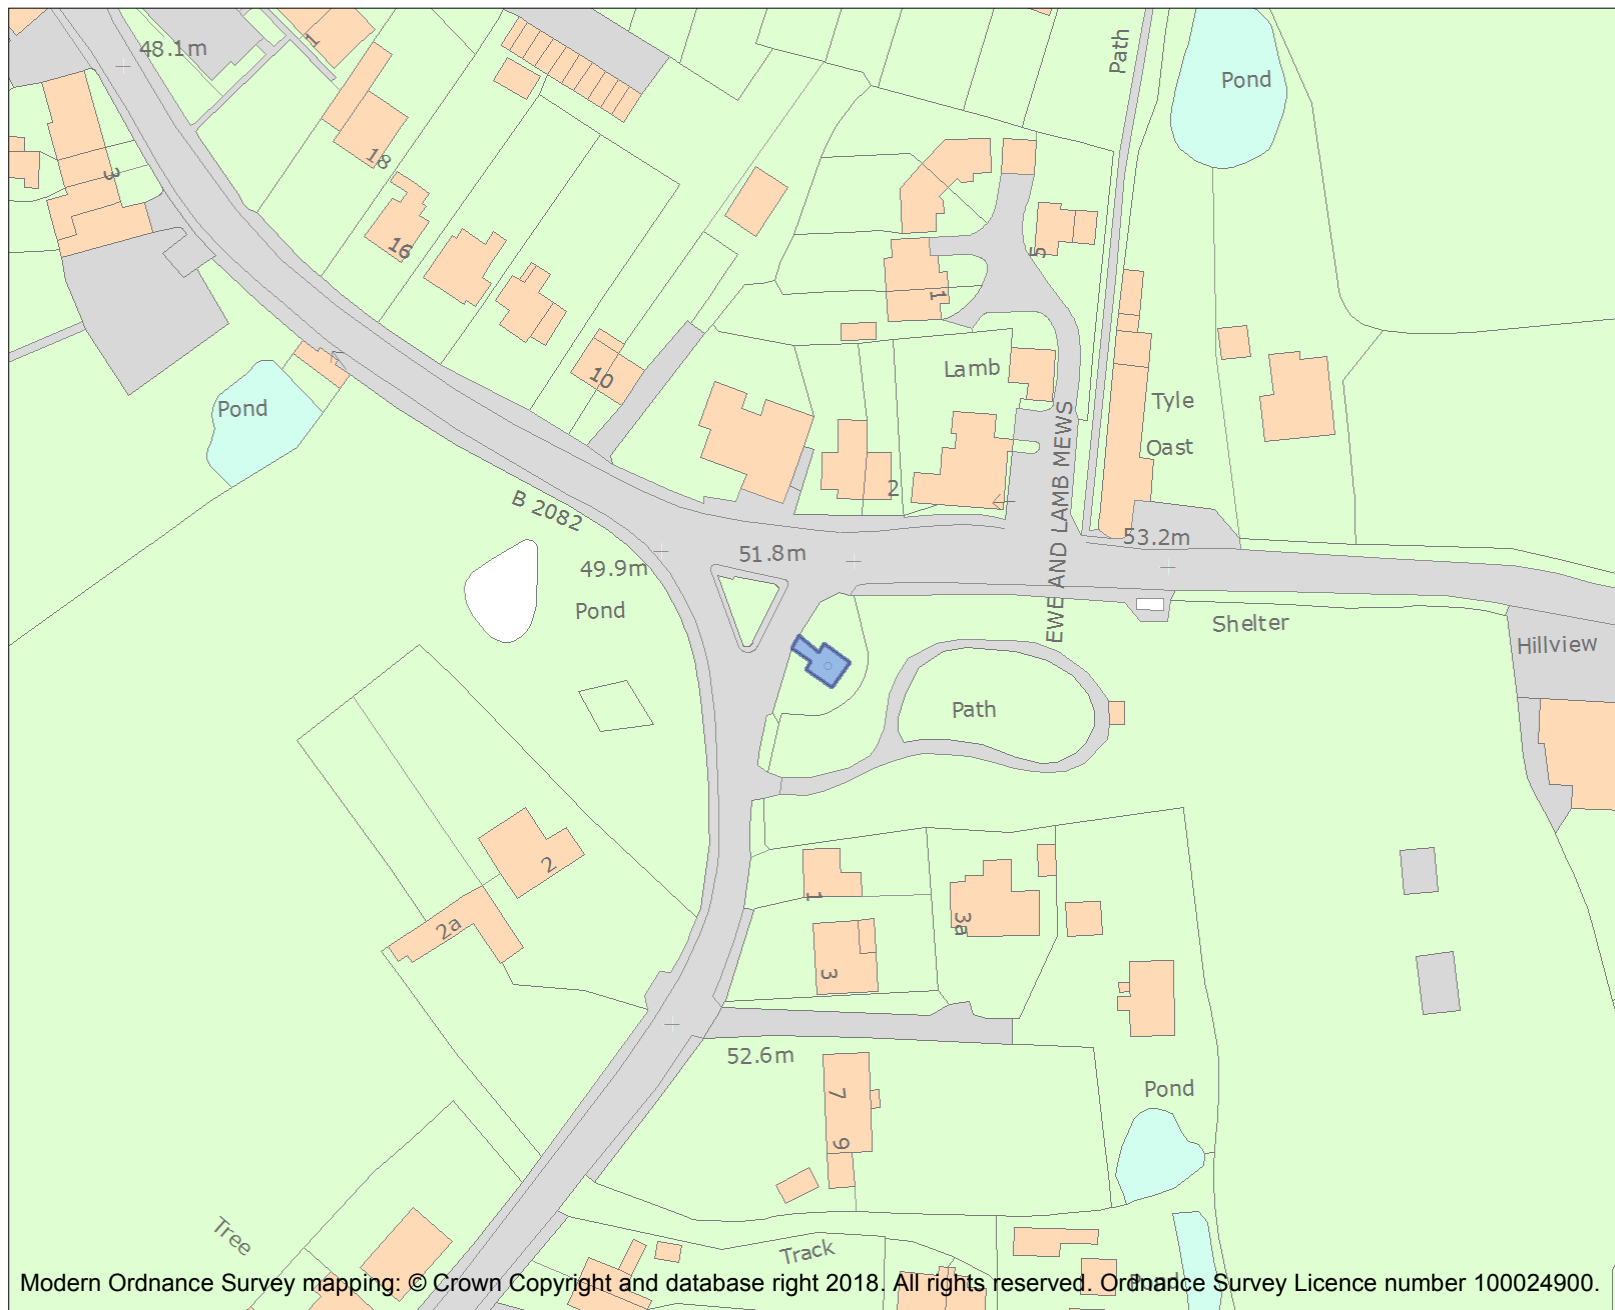 48.1m
1
Path
Pond
18
3
16
5
1
10
Lamb
Tyle
Pond
Oast
2
B 2082
EWE AND LAMB MEWS
53.2m
51.8m
49.9m
Pond
Shelter
Hillview
Path
2
1
2a
3a
3
52.6m
7
Pond
9
Tree
Track
Pond
Modern Ordnance Survey mapping: © Crown Copyright and database right 2018. All rights reserved. Ordnance Survey Licence number 100024900.